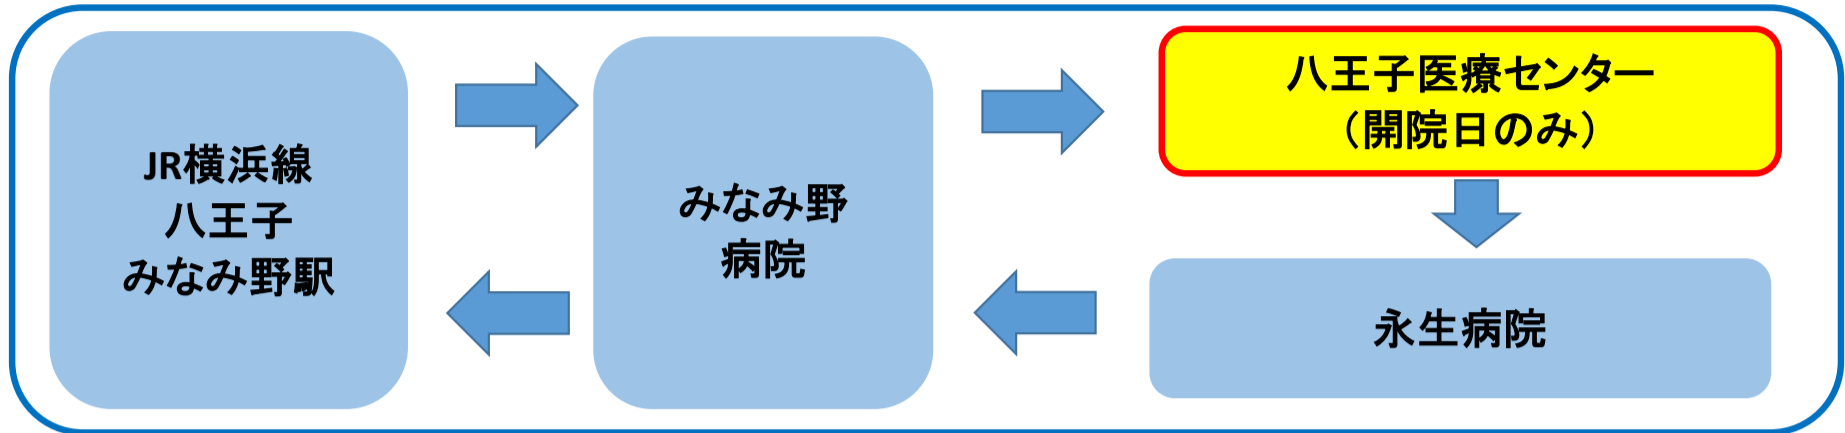 JR横浜線
八王子
みなみ野駅
みなみ野
病院
八王子医療センター
（開院日のみ）
永生病院